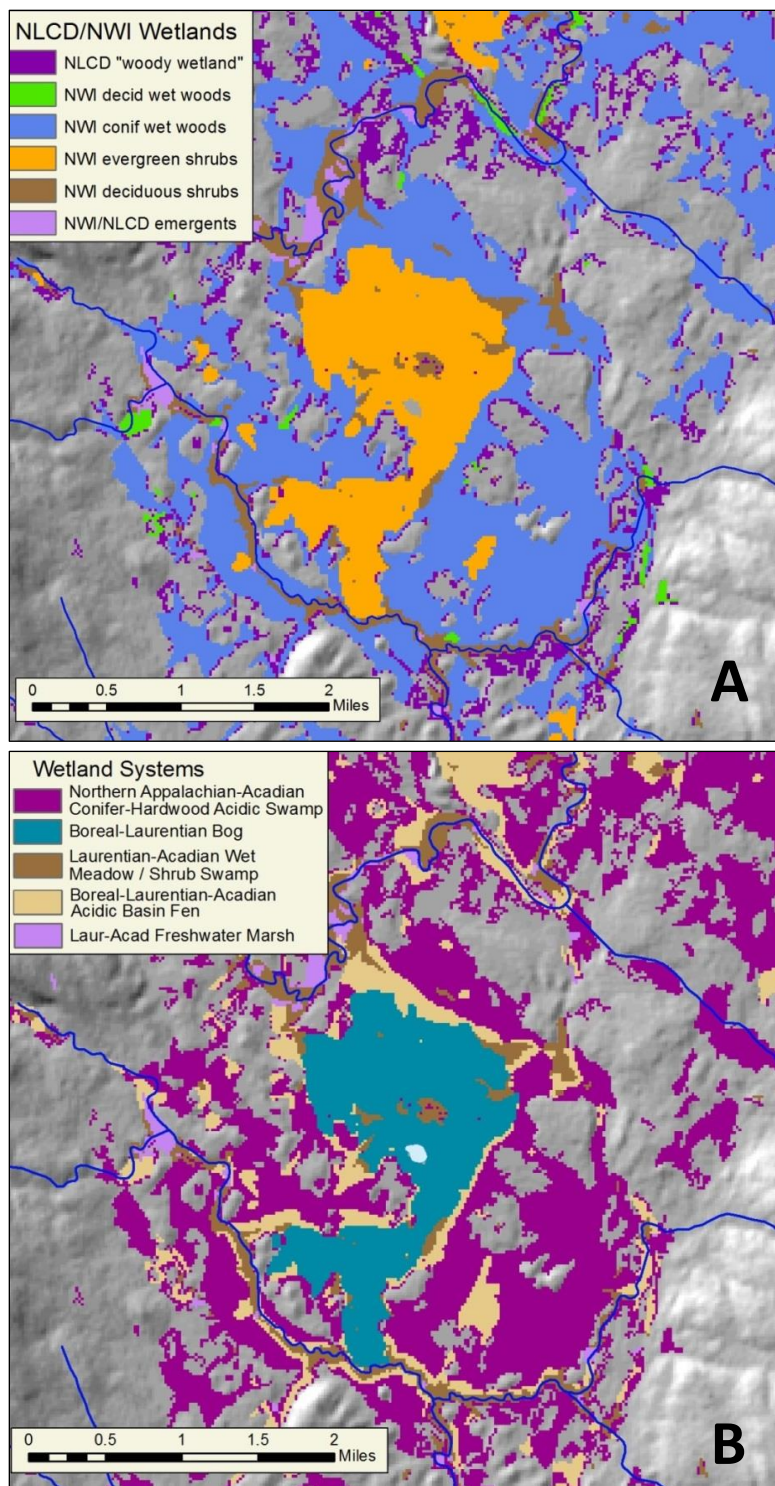 NLCD/NWI Wetlands
NLCD "woody wetland"
NWI decid wet woods
NWI conif wet woods
NWI evergreen shrubs
NWI deciduous shrubs
NWI/NLCD emergents
0 0.5 1 1.5 2
Miles
A
Wetland Systems
Northern Appalachian-Acadian
Conifer-Hardwood Acidic Swamp
Boreal-Laurentian Bog
Laurentian-Acadian Wet
Meadow / Shrub Swamp
Boreal-Laurentian-Acadian
Acidic Basin Fen
Laur-Acad Freshwater Marsh
0 0.5 1 1.5 2
Miles
B